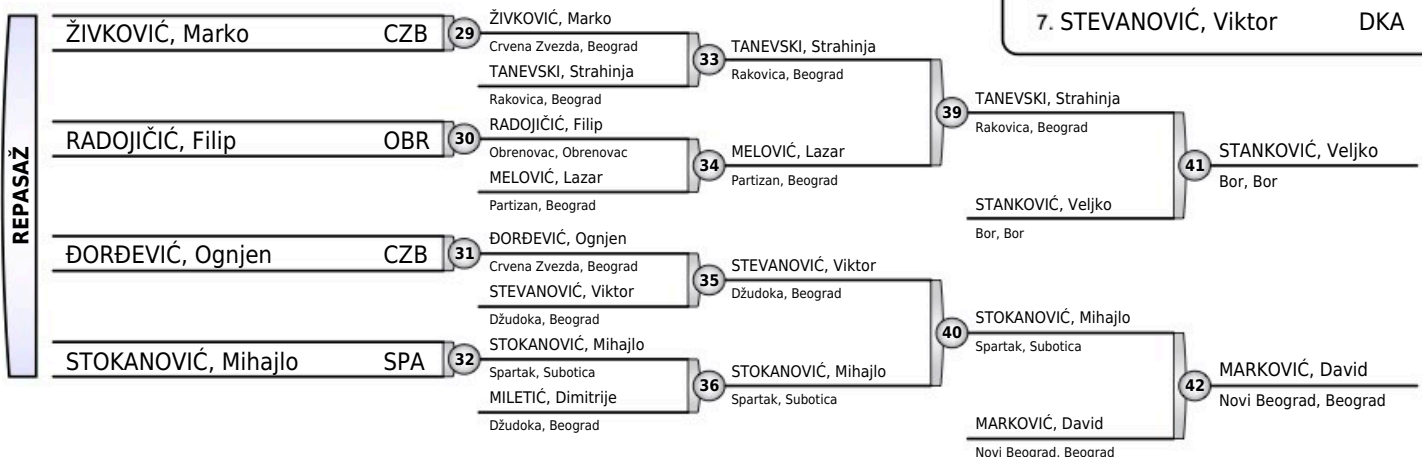 7. STEVANOVIĆ, Viktor DKA
REPASAŽ
ŽIVKOVIĆ, Marko CZB
RADOJIČIĆ, Filip OBR
ĐORĐEVIĆ, Ognjen CZB
STOKANOVIĆ, Mihajlo SPA
29
30
31
32
ŽIVKOVIĆ, Marko
Crvena Zvezda, Beograd
TANEVSKI, Strahinja
Rakovica, Beograd
RADOJIČIĆ, Filip
Obrenovac, Obrenovac
MELOVIĆ, Lazar
Partizan, Beograd
ĐORĐEVIĆ, Ognjen
Crvena Zvezda, Beograd
STEVANOVIĆ, Viktor
Džudoka, Beograd
STOKANOVIĆ, Mihajlo
Spartak, Subotica
MILETIĆ, Dimitrije
Džudoka, Beograd
33
34
35
36
TANEVSKI, Strahinja
Rakovica, Beograd
MELOVIĆ, Lazar
Partizan, Beograd
STEVANOVIĆ, Viktor
Džudoka, Beograd
STOKANOVIĆ, Mihajlo
Spartak, Subotica
39
40
TANEVSKI, Strahinja
Rakovica, Beograd
STANKOVIĆ, Veljko
Bor, Bor
STOKANOVIĆ, Mihajlo
Spartak, Subotica
MARKOVIĆ, David
Novi Beograd, Beograd
41
42
STANKOVIĆ, Veljko
Bor, Bor
MARKOVIĆ, David
Novi Beograd, Beograd